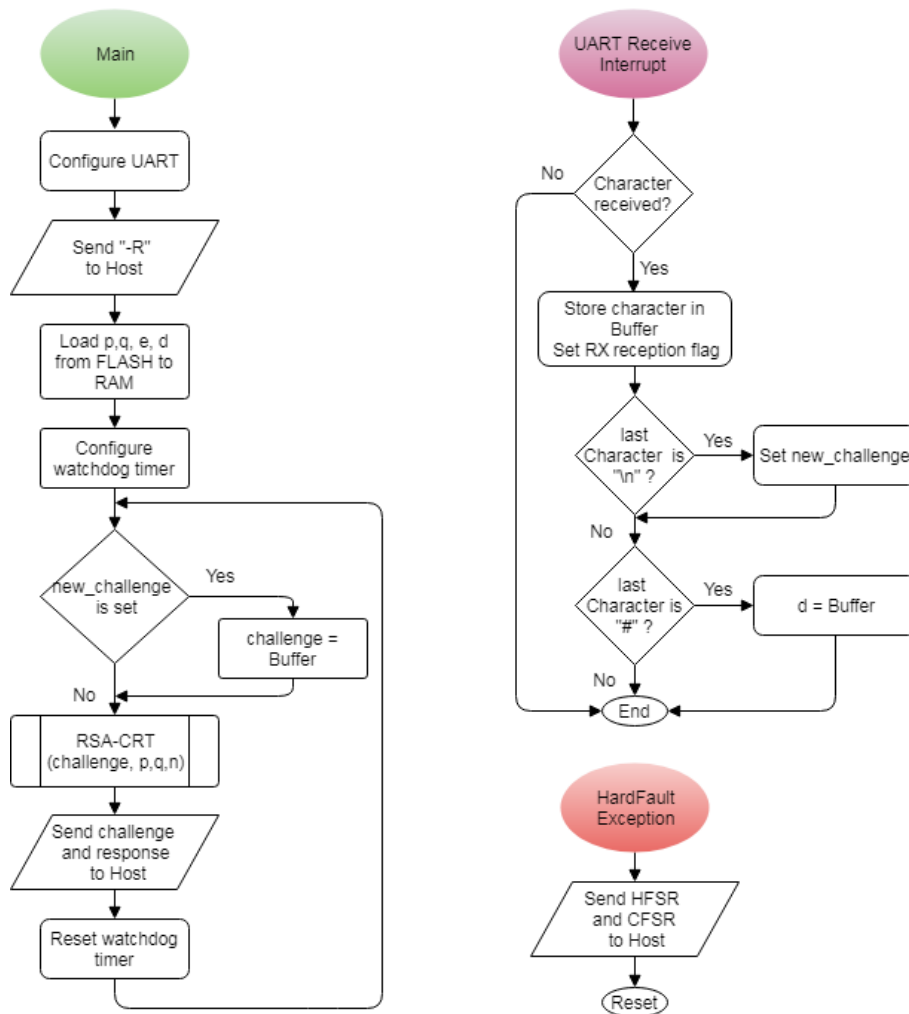 Main
Configure UART
Send "-R"
to Host
Load p,q, e, d
from FLASH to
RAM
Configure
watchdog timer
new_challenge
is set
Yes
challenge =
Buffer
No
RSA-CRT
(challenge, p,q,n)
Send challenge
and response
to Host
Reset watchdog
timer
UART Receive
Interrupt
No
Character
received?
Yes
Store character in
Buffer
Set RX reception flag
last
Character is
"\n" ?
Yes
Set new_challenge
No
last
Character is
"#" ?
Yes
d = Buffer
No
End
HardFault
Exception
Send HFSR
and CFSR
to Host
Reset